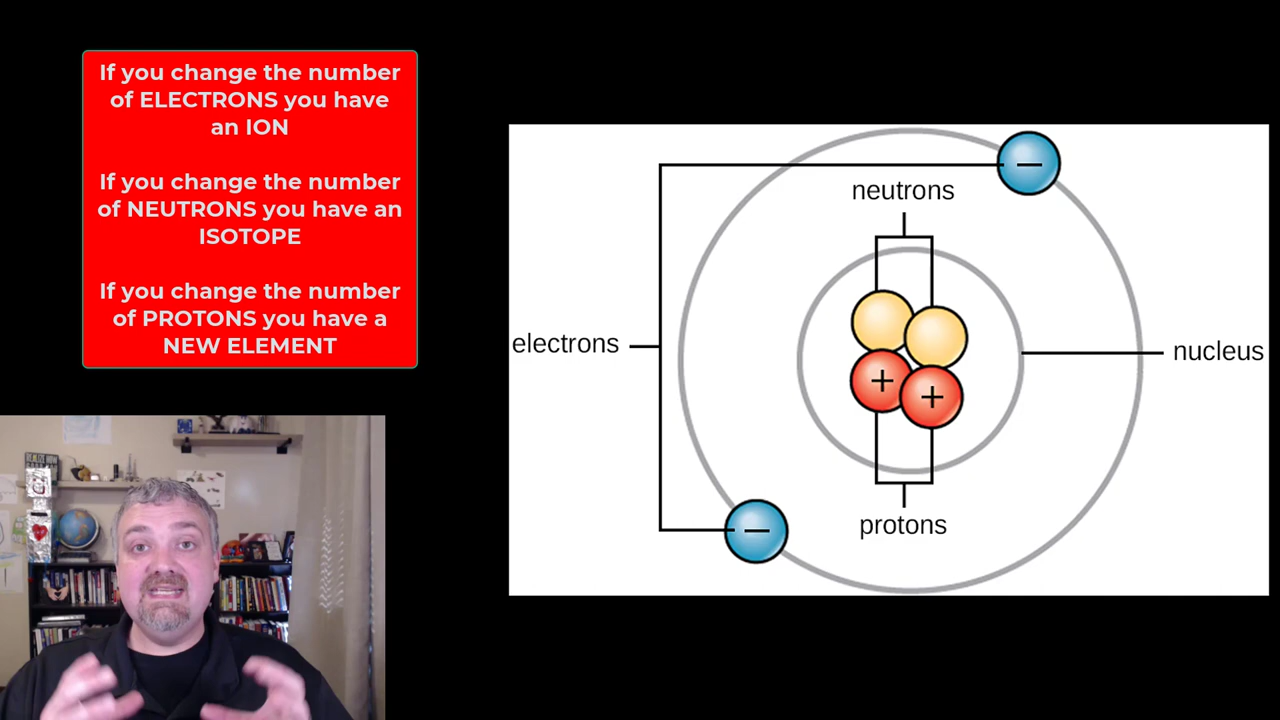 If you change the number
of ELECTRONS you have
an ION
If you change the number
of NEUTRONS you have an
ISOTOPE
If you change the number
of PROTONS you have a
NEW ELEMENT
neutrons
electrons
nucleus
protons
+
+
−
−